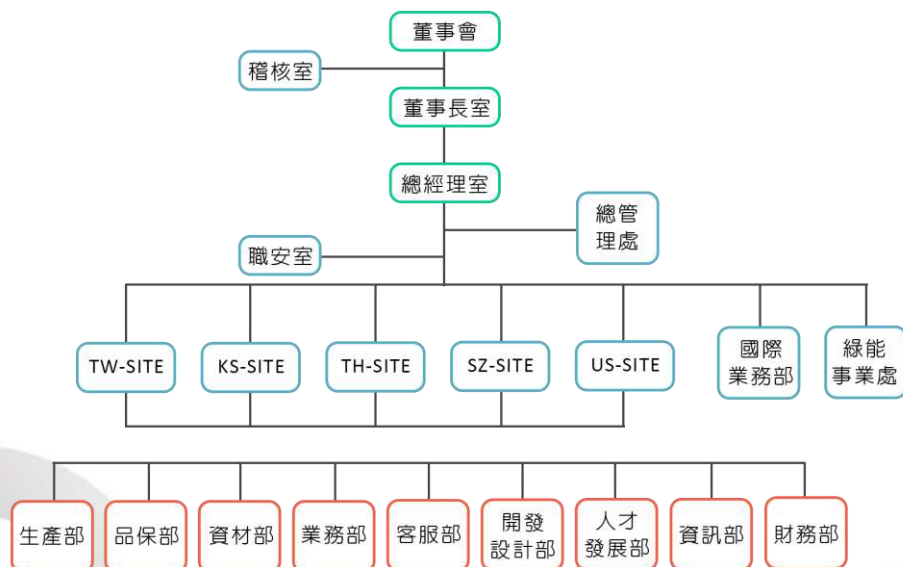 董事會
稽核室
董事長室
總經理室
總管
理處
職安室
TW-SITE
KS-SITE
TH-SITE
SZ-SITE
US-SITE
國際
業務部
綠能
事業處
生產部
品保部
資材部
業務部
客服部
開發
設計部
人才
發展部
資訊部
財務部